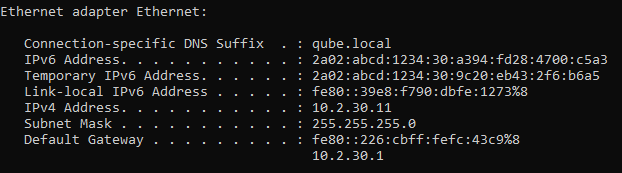 Ethernet adapter Ethernet:
Connection-specific DNS Suffix . : qube.local
IPv6 Address. . . . . . . . . . . : 2a02:abcd:1234:30:a394:fd28:4700:c5a3
Temporary IPv6 Address. . . . . . : 2a02:abcd:1234:30:9c20:eb43:2f6:b6a5
Link-local IPv6 Address . . . . . : fe80::39e8:f790:dbfe:1273%8
IPv4 Address. . . . . . . . . . . : 10.2.30.11
Subnet Mask . . . . . . . . . . . : 255.255.255.0
Default Gateway . . . . . . . . . : fe80::226:cbff:fefc:43c9%8
10.2.30.1